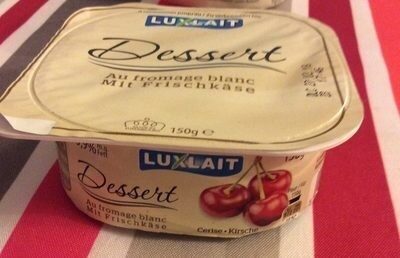 LUXLAIT
Dessert
Au fromage blanc
Mit Frischkäse
150g e
LUXLAIT
Dessert
Au fromage blanc
Mit Frischkäse
Cerise • Kirsche